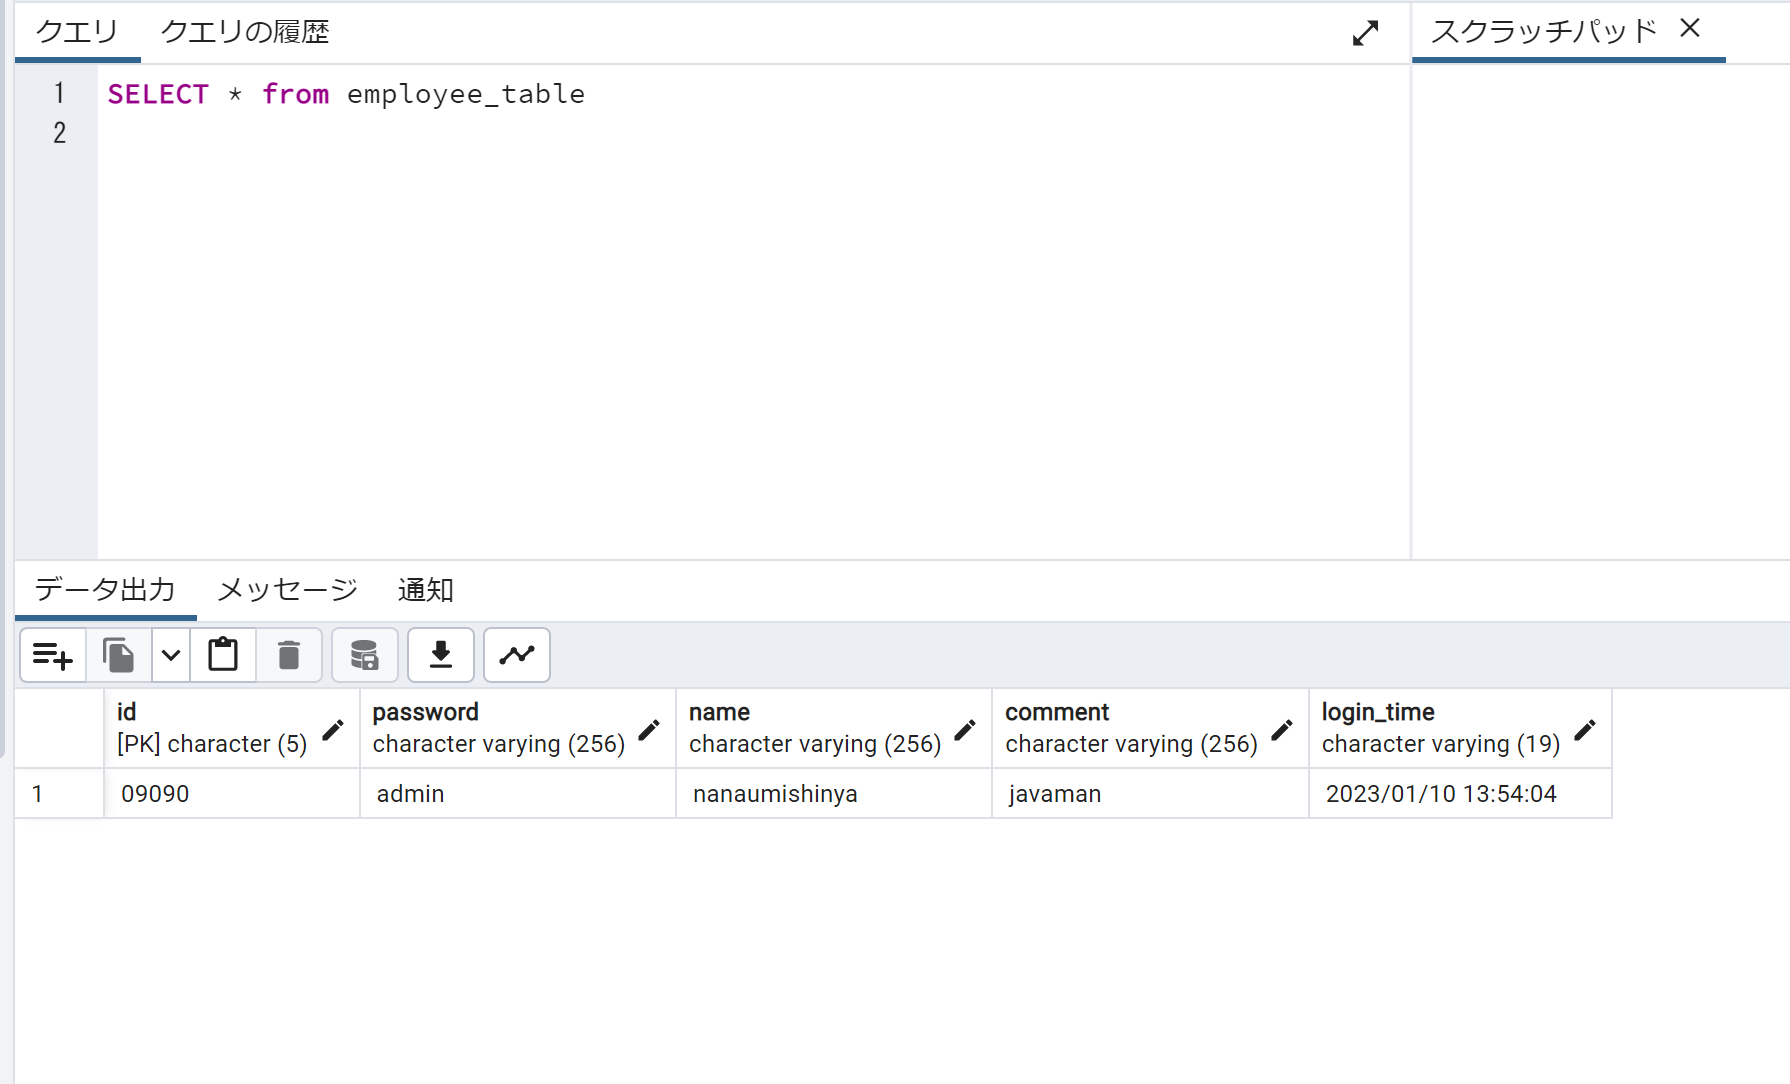 クエリ クエリの履歴 スクラッチパッド
1 SELECT * from employee_table
2
データ出力 メッセージ 通知
id password name comment login_time
[PK] character (5) character varying (256) character varying (256) character varying (256) character varying (19)
1 09090 admin nanaumishinya javaman 2023/01/10 13:54:04